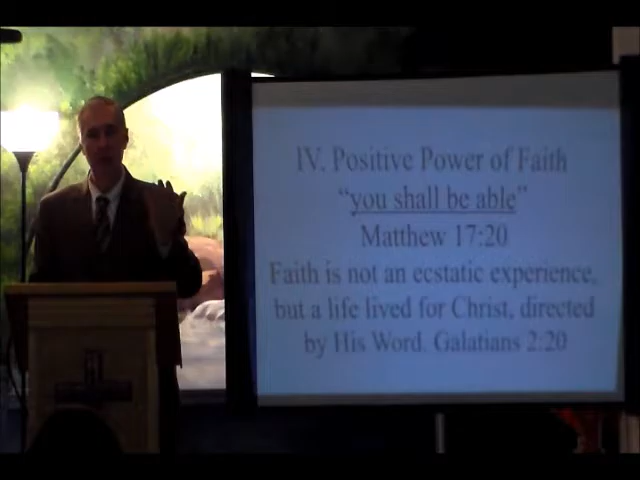 IV. Positive Power of Faith
“you shall be able”
Matthew 17:20
Faith is not an ecstatic experience,
but a life lived for Christ, directed
by His Word. Galatians 2:20